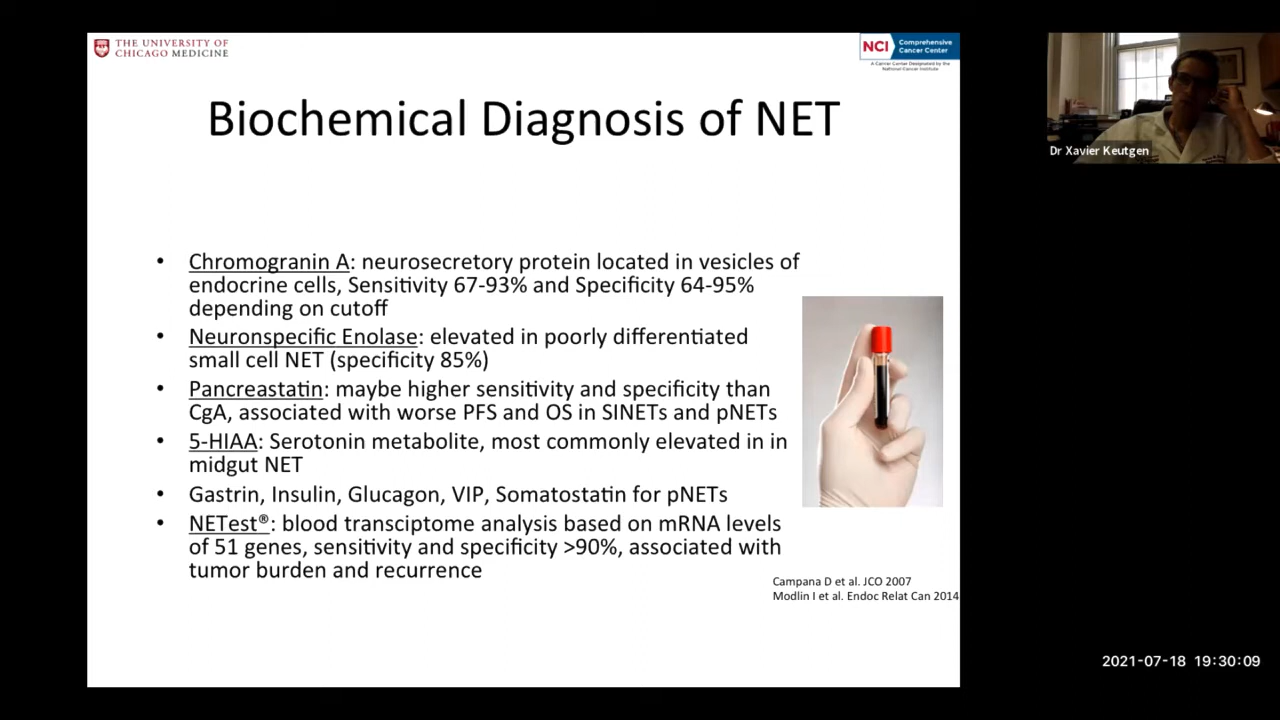 THE UNIVERSITY OF
CHICAGO MEDICINE
NCI
Comprehensive
Cancer Center
A Cancer Center Designated by the
National Cancer Institute
Biochemical Diagnosis of NET
• Chromogranin A: neurosecretory protein located in vesicles of
endocrine cells, Sensitivity 67-93% and Specificity 64-95%
depending on cutoff
• Neuronspecific Enolase: elevated in poorly differentiated
small cell NET (specificity 85%)
• Pancreastatin: maybe higher sensitivity and specificity than
CgA, associated with worse PFS and OS in SINETs and pNETs
• 5-HIAA: Serotonin metabolite, most commonly elevated in in
midgut NET
• Gastrin, Insulin, Glucagon, VIP, Somatostatin for pNETs
• NETest®: blood transciptome analysis based on mRNA levels
of 51 genes, sensitivity and specificity >90%, associated with
tumor burden and recurrence
Campana D et al. JCO 2007
Modlin I et al. Endoc Relat Can 2014
Dr Xavier Keutgen
2021-07-18 19:30:09